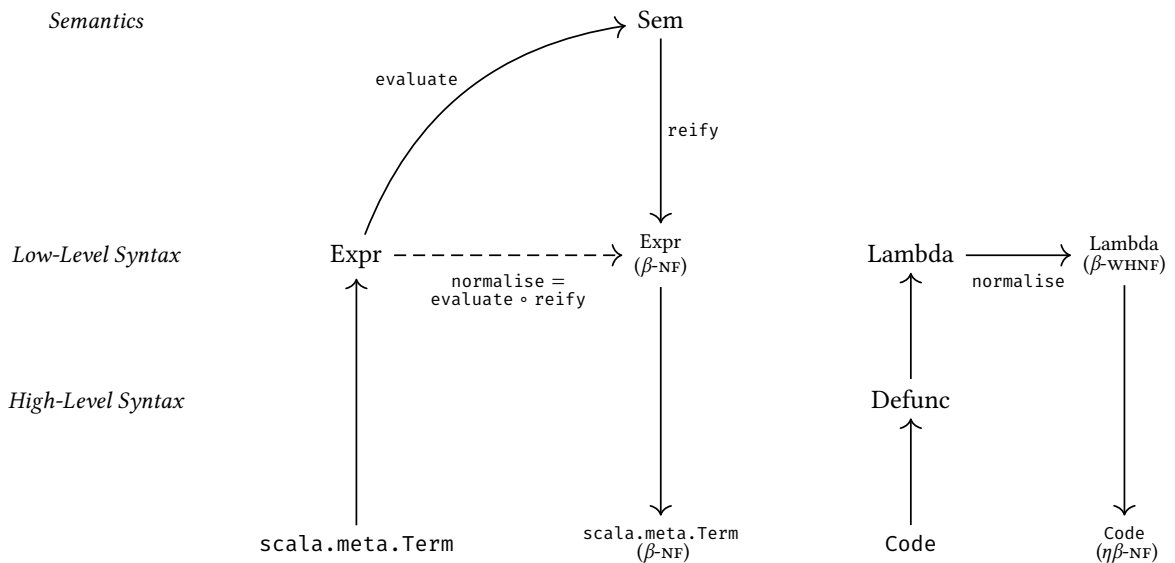 Semantics
Sem
evaluate
reify
Low-Level Syntax
Expr
Expr
(β-NF)
normalise =
evaluate ∘ reify
Lambda
normalise
Lambda
(β-WHNF)
High-Level Syntax
Defunc
scala.meta.Term
scala.meta.Term
(β-NF)
Code
Code
(ηβ-NF)